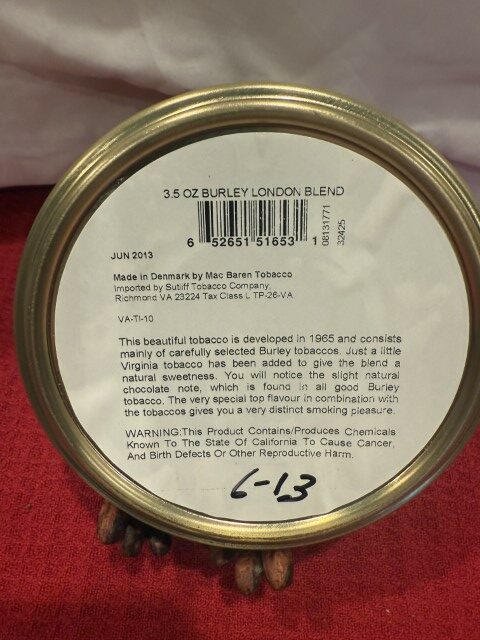 3.5 OZ BURLEY LONDON BLEND
6 52651 51653 1
08131771
32425
JUN 2013
Made in Denmark by Mac Baren Tobacco
Imported by Sutliff Tobacco Company,
Richmond VA 23224 Tax Class L TP-26-VA
VA-TI-10
This beautiful tobacco is developed in 1965 and consists
mainly of carefully selected Burley tobaccos. Just a little
Virginia tobacco has been added to give the blend a
natural sweetness. You will notice the slight natural
chocolate note, which is found in all good Burley
tobacco. The very special top flavour in combination with
the tobaccos gives you a very distinct smoking pleasure.
WARNING:This Product Contains/Produces Chemicals
Known To The State Of California To Cause Cancer,
And Birth Defects Or Other Reproductive Harm.
6-13